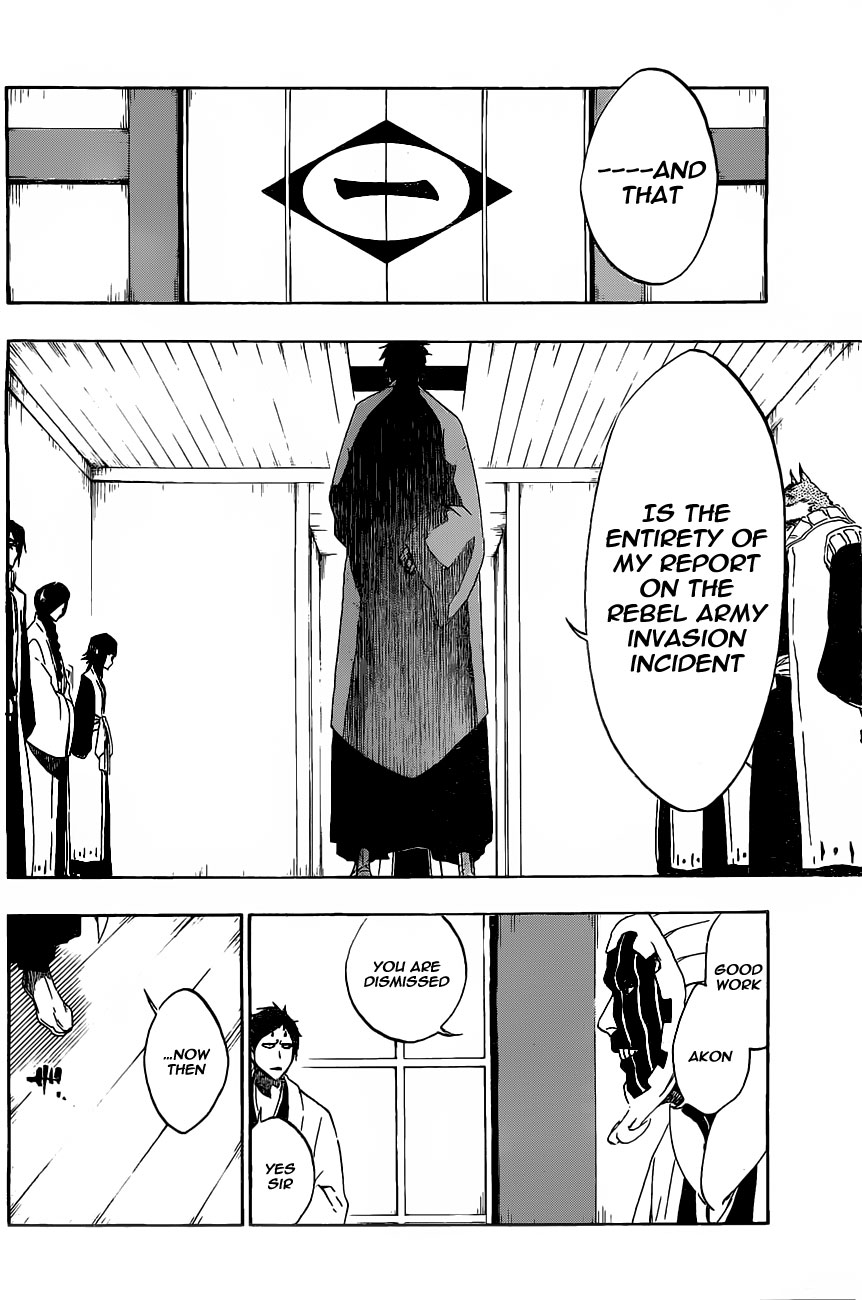 一
----AND
THAT
IS THE
ENTIRETY OF
MY REPORT
ON THE
REBEL ARMY
INVASION
INCIDENT
GOOD
WORK
AKON
YOU ARE
DISMISSED
YES
SIR
...NOW
THEN